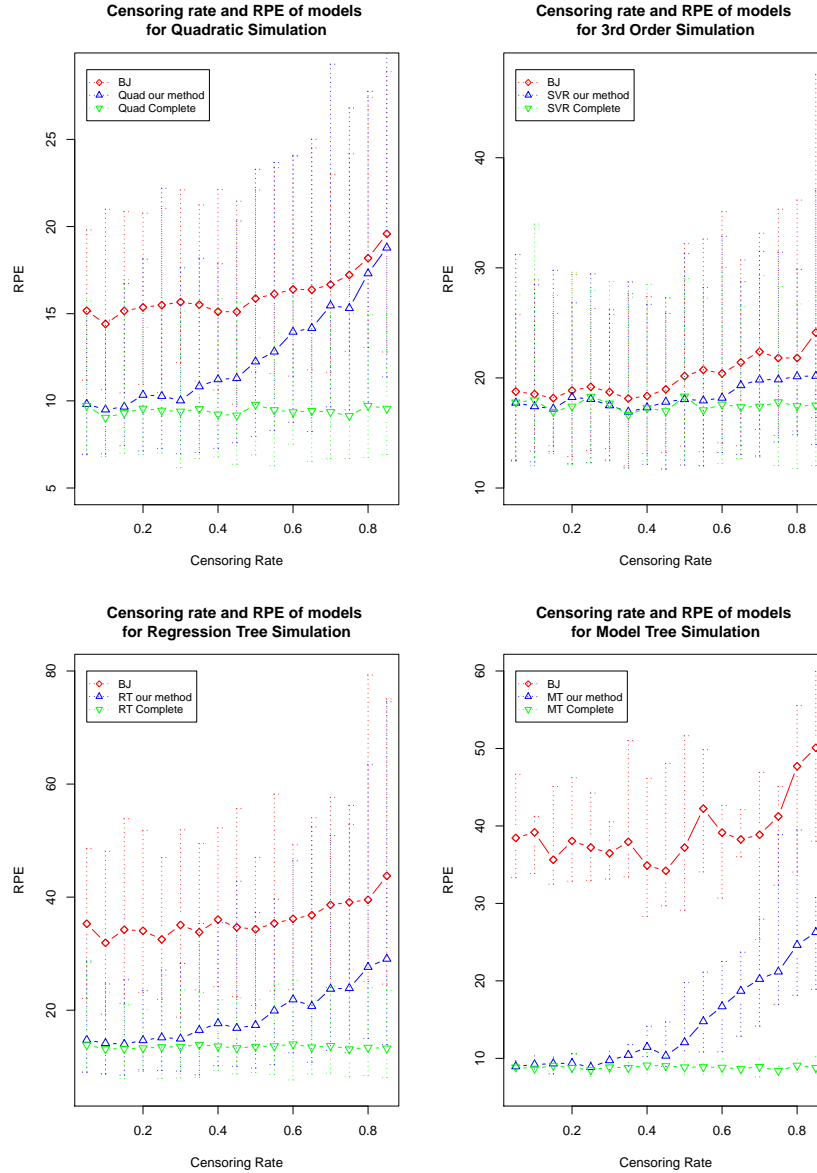 Censoring rate and RPE of models
for Quadratic Simulation
BJ
Quad our method
Quad Complete
RPE
5
10
15
20
25
0.2
0.4
0.6
0.8
Censoring Rate
Censoring rate and RPE of models
for 3rd Order Simulation
BJ
SVR our method
SVR Complete
RPE
10
20
30
40
0.2
0.4
0.6
0.8
Censoring Rate
Censoring rate and RPE of models
for Regression Tree Simulation
BJ
RT our method
RT Complete
RPE
20
40
60
80
0.2
0.4
0.6
0.8
Censoring Rate
Censoring rate and RPE of models
for Model Tree Simulation
BJ
MT our method
MT Complete
RPE
10
20
30
40
50
60
0.2
0.4
0.6
0.8
Censoring Rate